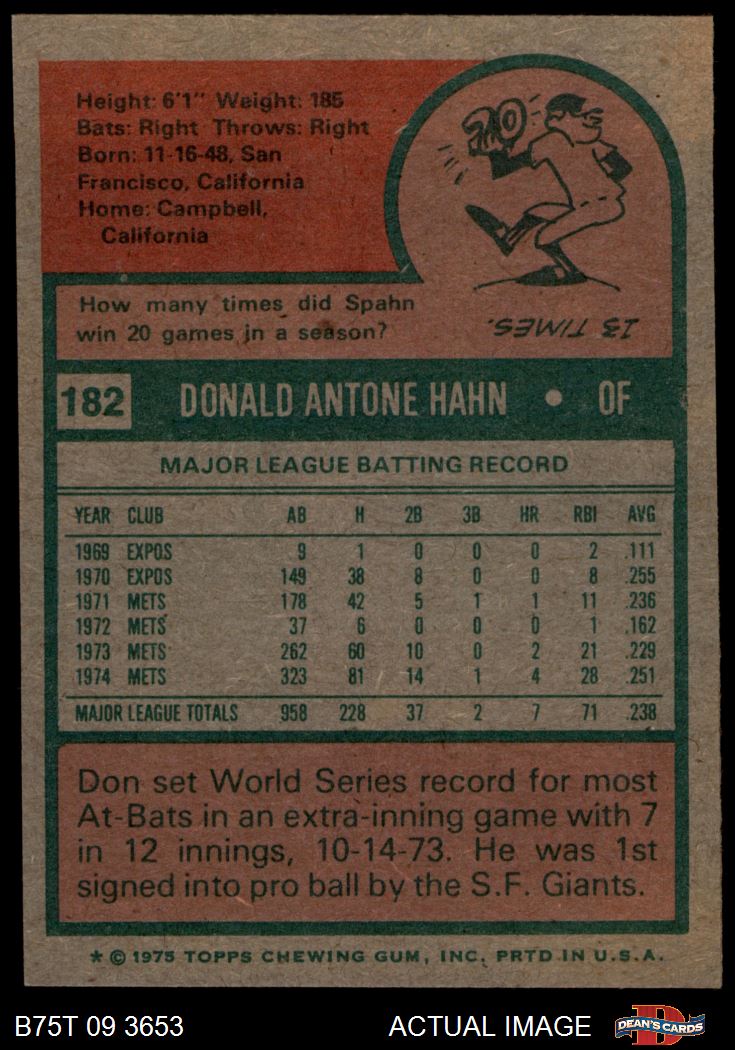 Height: 6'1" Weight: 185
Bats: Right Throws: Right
Born: 11-16-48, San
Francisco, California
Home: Campbell,
California
20
How many times did Spahn
win 20 games in a season?
13 TIMES.
182 DONALD ANTONE HAHN • OF
MAJOR LEAGUE BATTING RECORD
YEAR CLUB AB H 2B 3B HR RBI AVG
1969 EXPOS 9 1 0 0 0 2 .111
1970 EXPOS 149 38 8 0 0 8 .255
1971 METS 178 42 5 1 1 11 .236
1972 METS 37 6 0 0 0 1 .162
1973 METS 262 60 10 0 2 21 .229
1974 METS 323 81 14 1 4 28 .251
MAJOR LEAGUE TOTALS 958 228 37 2 7 71 .238
Don set World Series record for most
At-Bats in an extra-inning game with 7
in 12 innings, 10-14-73. He was 1st
signed into pro ball by the S.F. Giants.
* © 1975 TOPPS CHEWING GUM, INC. PRTD IN U.S.A.
B75T 09 3653 ACTUAL IMAGE DEAN'S CARDS